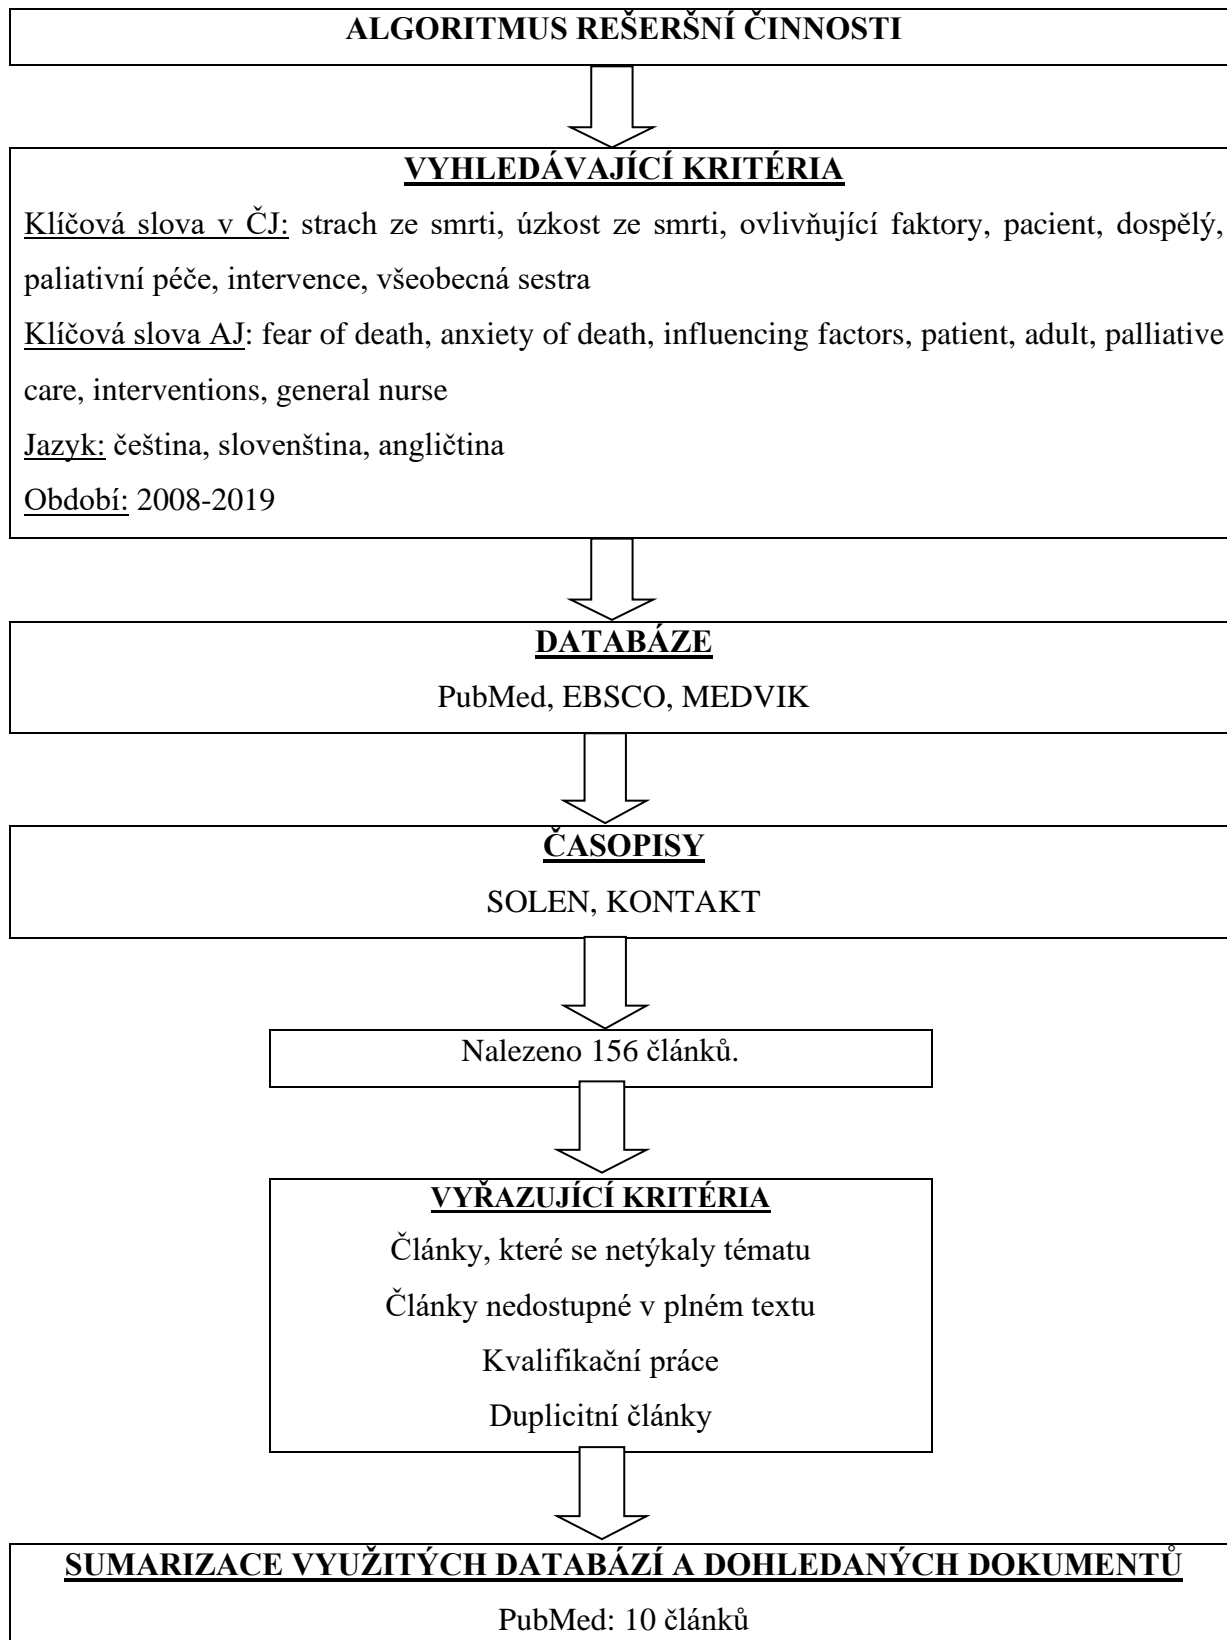 ALGORITMUS REŠERŠNÍ ČINNOSTI
VYHLEDÁVAJÍCÍ KRITÉRIA
Klíčová slova v ČJ: strach ze smrti, úzkost ze smrti, ovlivňující faktory, pacient, dospělý,
paliativní péče, intervence, všeobecná sestra
Klíčová slova AJ: fear of death, anxiety of death, influencing factors, patient, adult, palliative
care, interventions, general nurse
Jazyk: čeština, slovenština, angličtina
Období: 2008-2019
DATABÁZE
PubMed, EBSCO, MEDVIK
ČASOPISY
SOLEN, KONTAKT
Nalezeno 156 článků.
VYŘAZUJÍCÍ KRITÉRIA
Články, které se netýkaly tématu
Články nedostupné v plném textu
Kvalifikační práce
Duplicitní články
SUMARIZACE VYUŽITÝCH DATABÁZÍ A DOHLEDANÝCH DOKUMENTŮ
PubMed: 10 článků